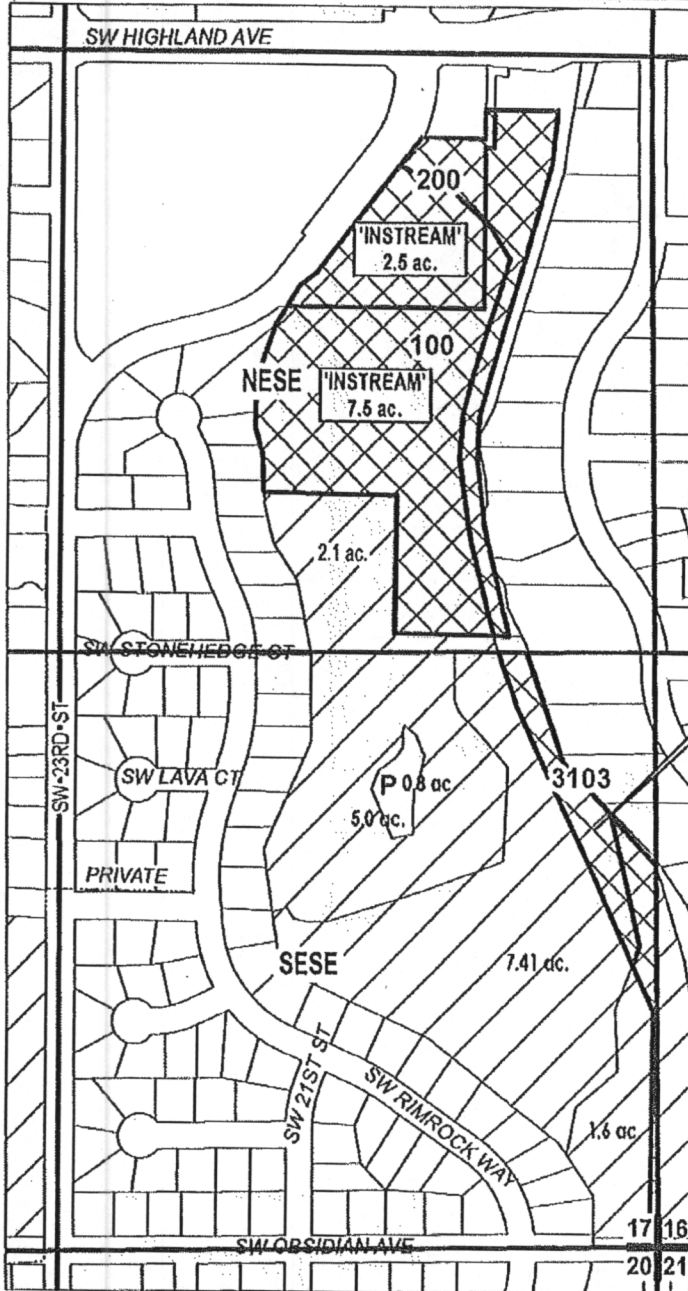 SW HIGHLAND AVE
200
'INSTREAM'
2.5 ac.
100
NESE
'INSTREAM'
7.5 ac.
2.1 ac.
SW STONEHEDGE CT
SW-23RD-ST
SW LAVA CT
3103
P 0.8 ac
5.0 ac.
PRIVATE
SESE
7.41 ac.
SW 21ST ST
SW RIMROCK WAY
1.6 ac.
17 16
SW OBSIDIAN AVE
20 21